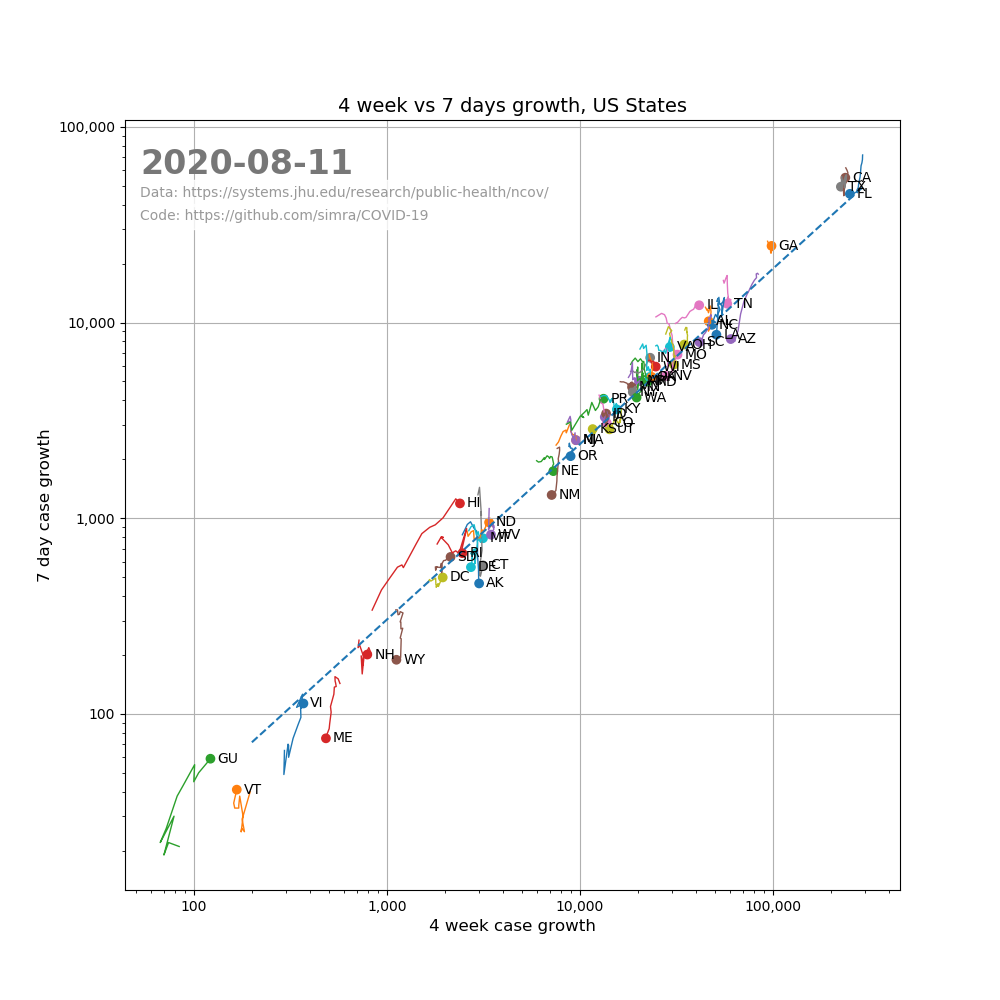 4 week vs 7 days growth, US States
2020-08-11
Data: https://systems.jhu.edu/research/public-health/ncov/
Code: https://github.com/simra/COVID-19
7 day case growth
100,000
10,000
1,000
100
CA
TX
FL
GA
IL
TN
NC
LA
AZ
SC
OH
VA
MO
IN
WI
MS
NV
WA
PR
KY
CO
KS
UT
MA
OR
NE
NM
HI
ND
WV
MT
RI
SD
DE
CT
DC
AK
NH
WY
VI
ME
GU
VT
100
1,000
10,000
100,000
4 week case growth